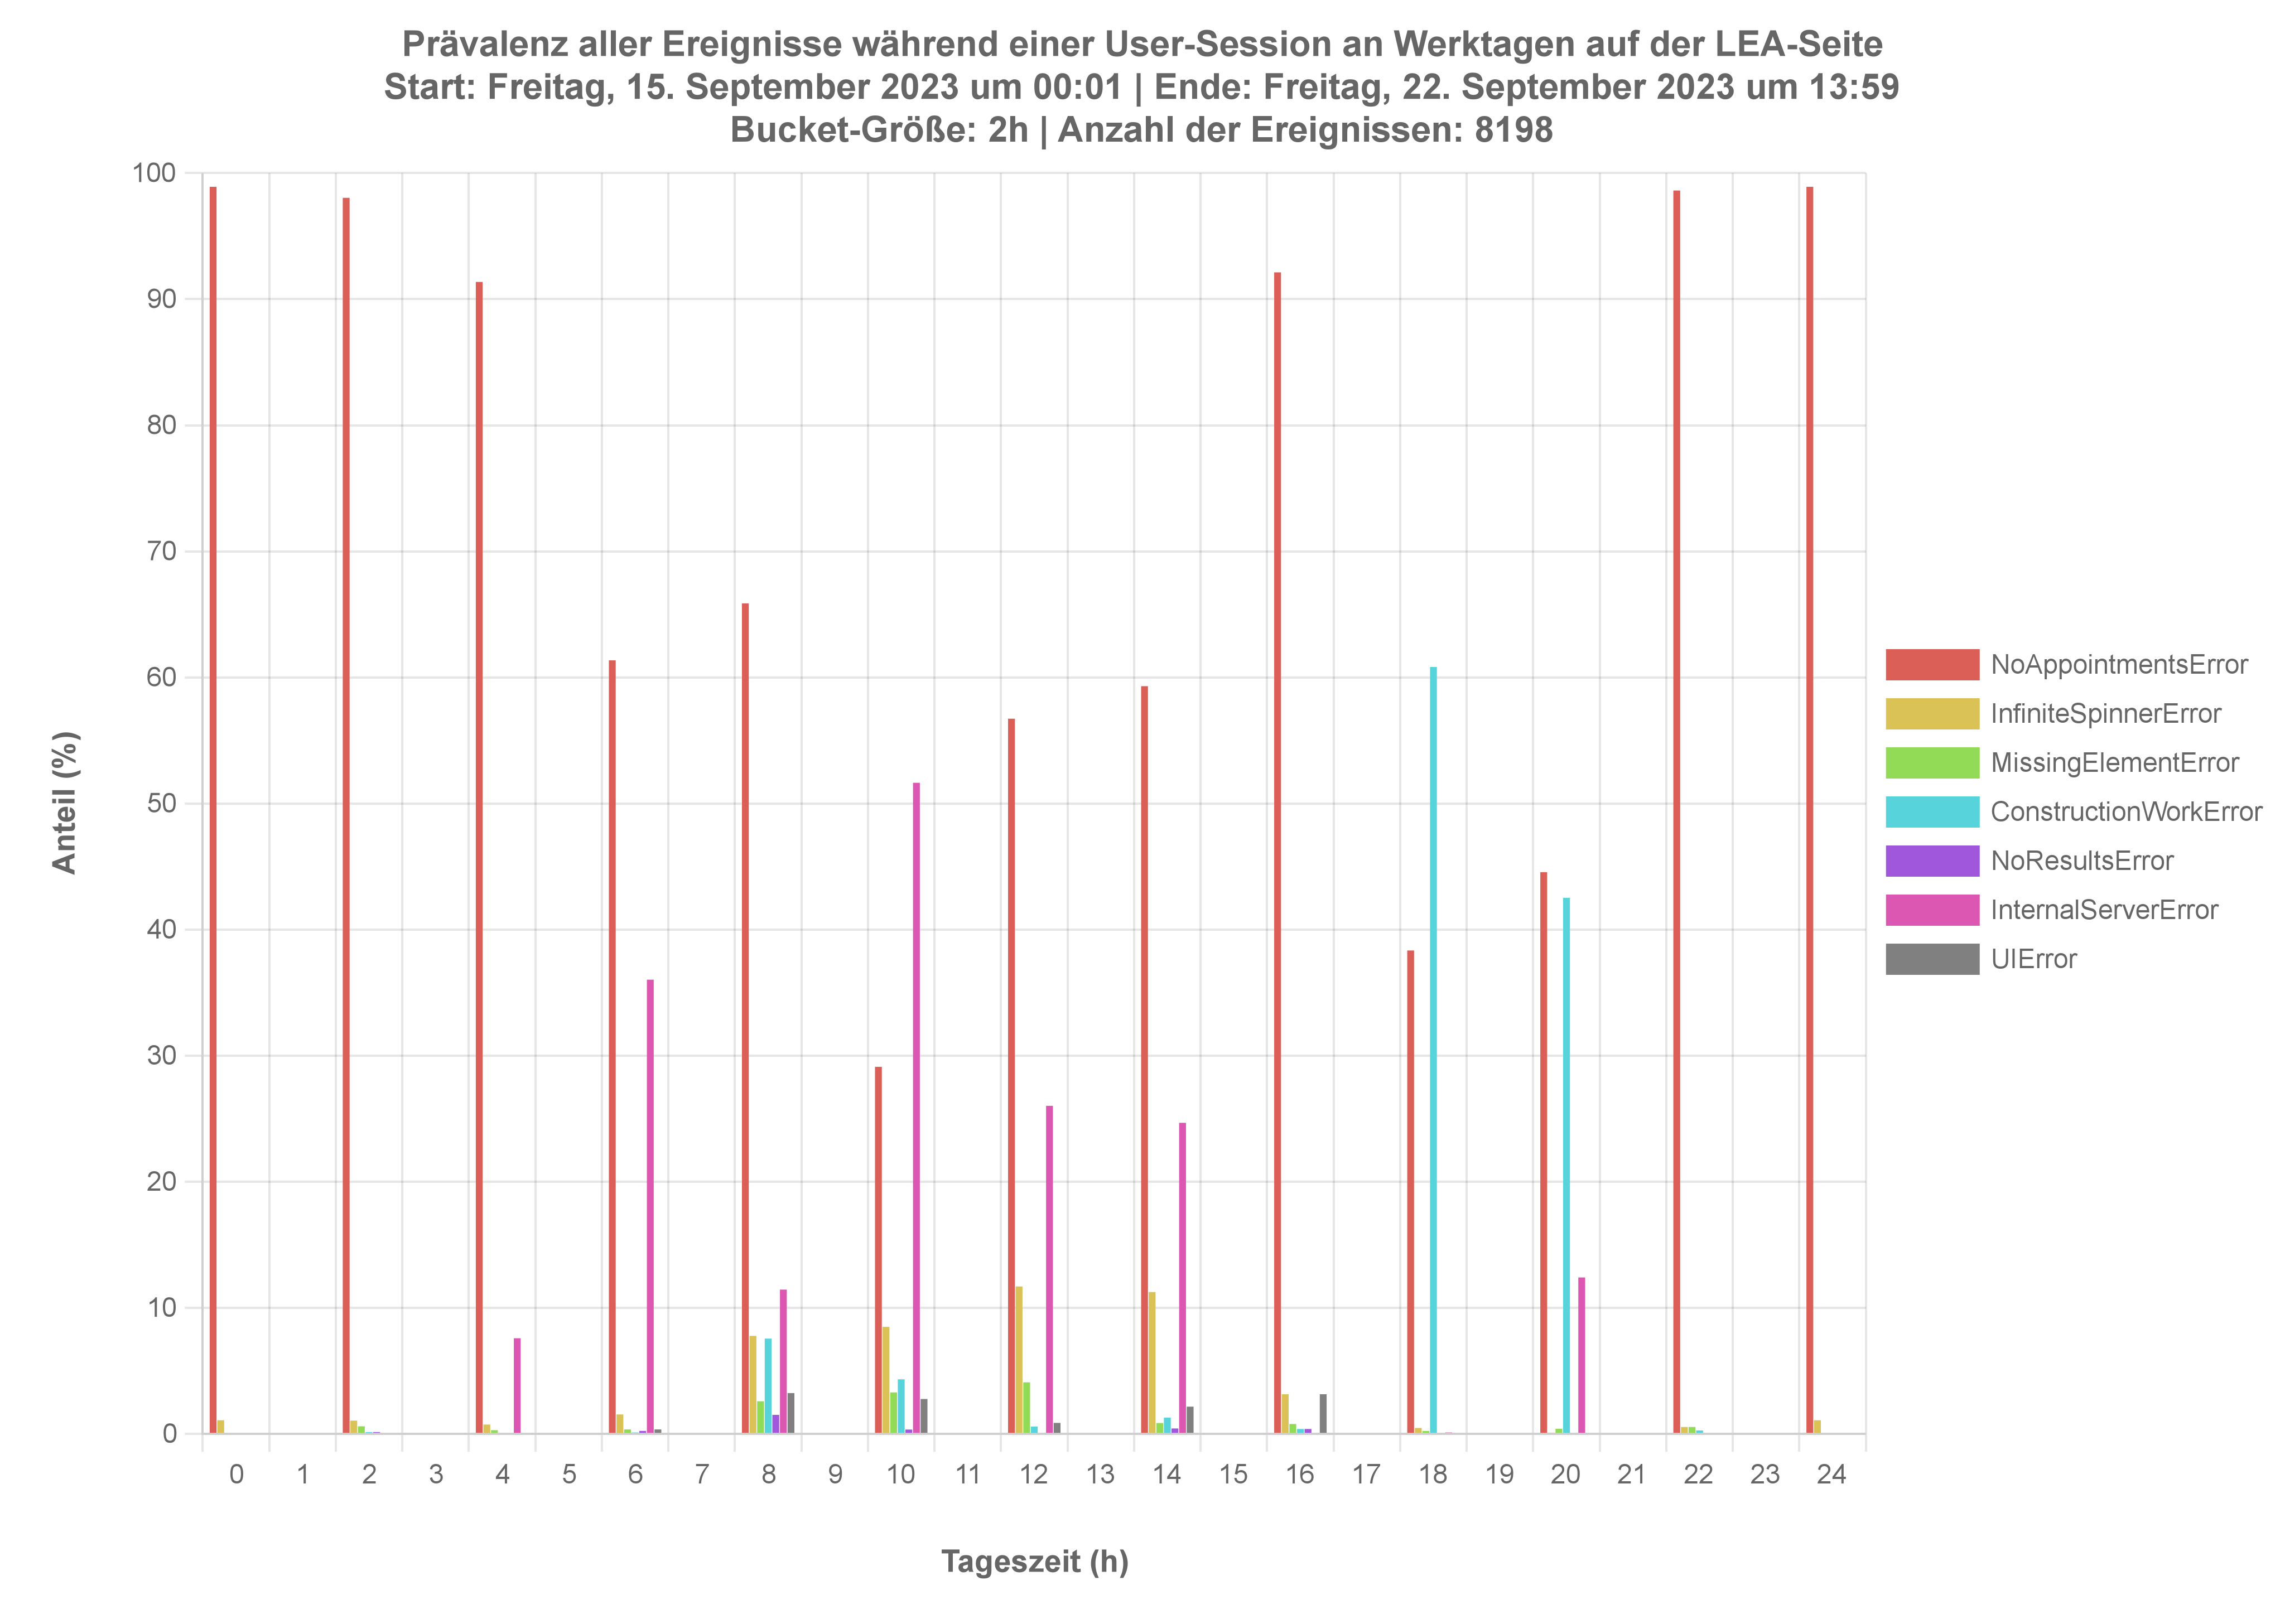 Prävalenz aller Ereignisse während einer User-Session an Werktagen auf der LEA-Seite
Start: Freitag, 15. September 2023 um 00:01 | Ende: Freitag, 22. September 2023 um 13:59
Bucket-Größe: 2h | Anzahl der Ereignissen: 8198
100
90
80
70
60
50
40
30
20
10
0
Anteil (%)
0 1 2 3 4 5 6 7 8 9 10 11 12 13 14 15 16 17 18 19 20 21 22 23 24
Tageszeit (h)
NoAppointmentsError
InfiniteSpinnerError
MissingElementError
ConstructionWorkError
NoResultsError
InternalServerError
UIError